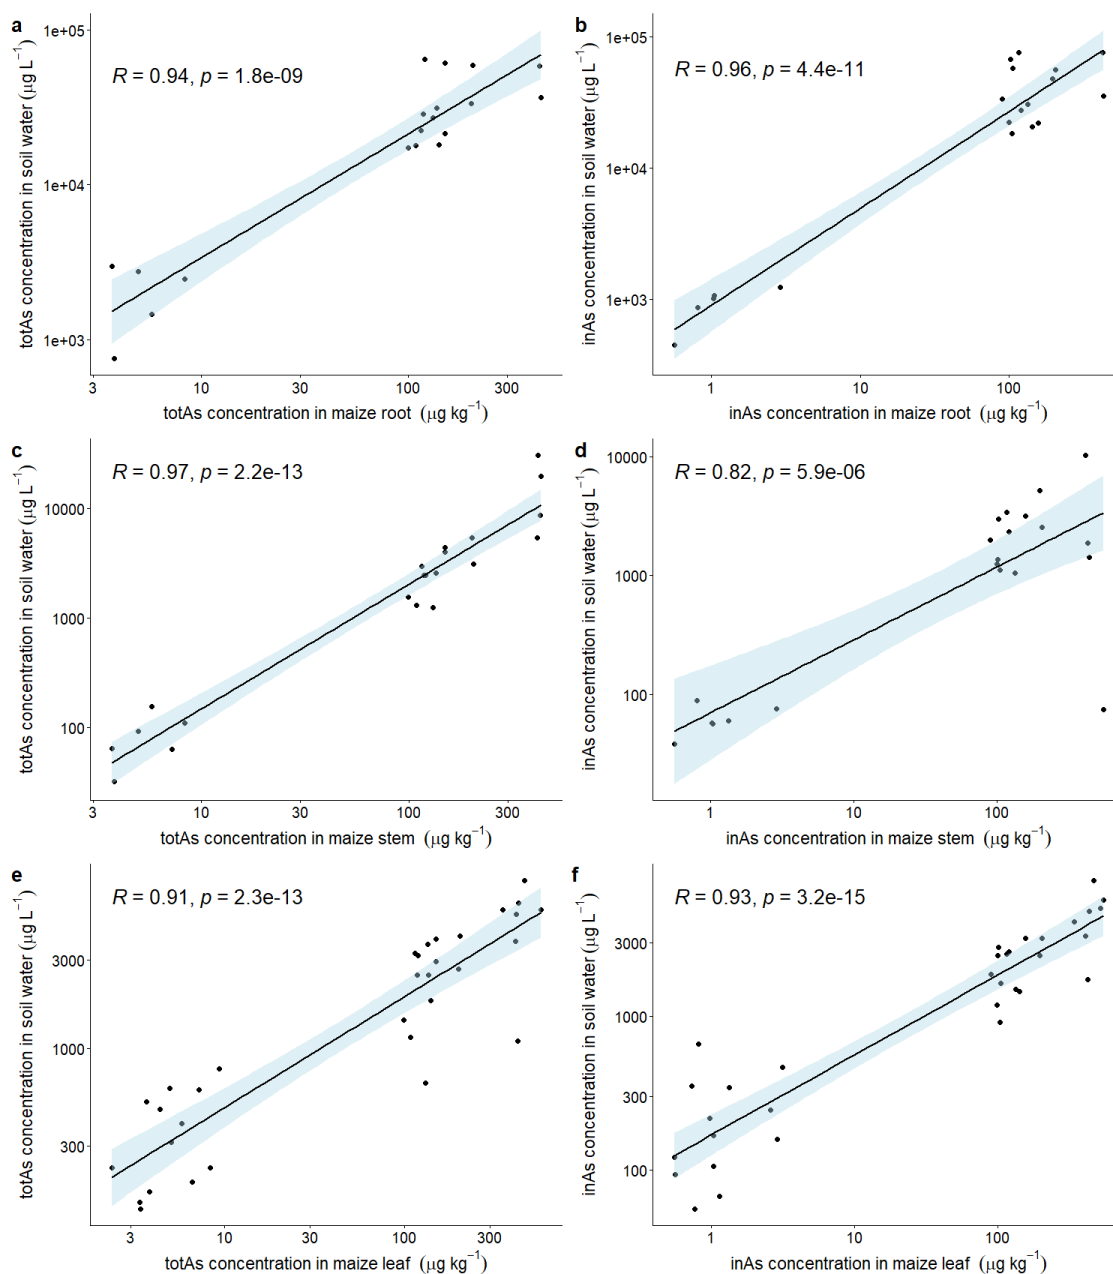 a
R = 0.94, p = 1.8e-09
totAs concentration in soil water (μg L⁻¹)
1e+05
1e+04
1e+03
3 10 30 100 300
totAs concentration in maize root (μg kg⁻¹)
b
R = 0.96, p = 4.4e-11
inAs concentration in soil water (μg L⁻¹)
1e+05
1e+04
1e+03
1 10 100
inAs concentration in maize root (μg kg⁻¹)
c
R = 0.97, p = 2.2e-13
totAs concentration in soil water (μg L⁻¹)
10000
1000
100
3 10 30 100 300
totAs concentration in maize stem (μg kg⁻¹)
d
R = 0.82, p = 5.9e-06
inAs concentration in soil water (μg L⁻¹)
10000
1000
100
1 10 100
inAs concentration in maize stem (μg kg⁻¹)
e
R = 0.91, p = 2.3e-13
totAs concentration in soil water (μg L⁻¹)
3000
1000
300
3 10 30 100 300
totAs concentration in maize leaf (μg kg⁻¹)
f
R = 0.93, p = 3.2e-15
inAs concentration in soil water (μg L⁻¹)
3000
1000
300
100
1 10 100
inAs concentration in maize leaf (μg kg⁻¹)